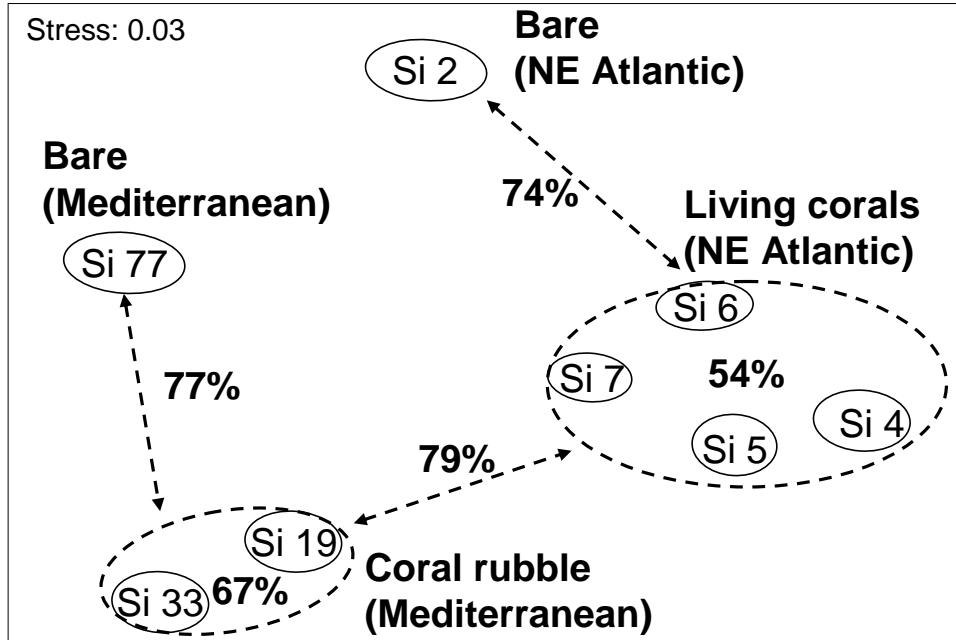 Stress: 0.03
Bare
(NE Atlantic)
Si 2
Bare
(Mediterranean)
74%
Living corals
(NE Atlantic)
Si 77
Si 6
77%
Si 7
54%
Si 4
Si 5
79%
Si 19
Coral rubble
(Mediterranean)
67%
Si 33